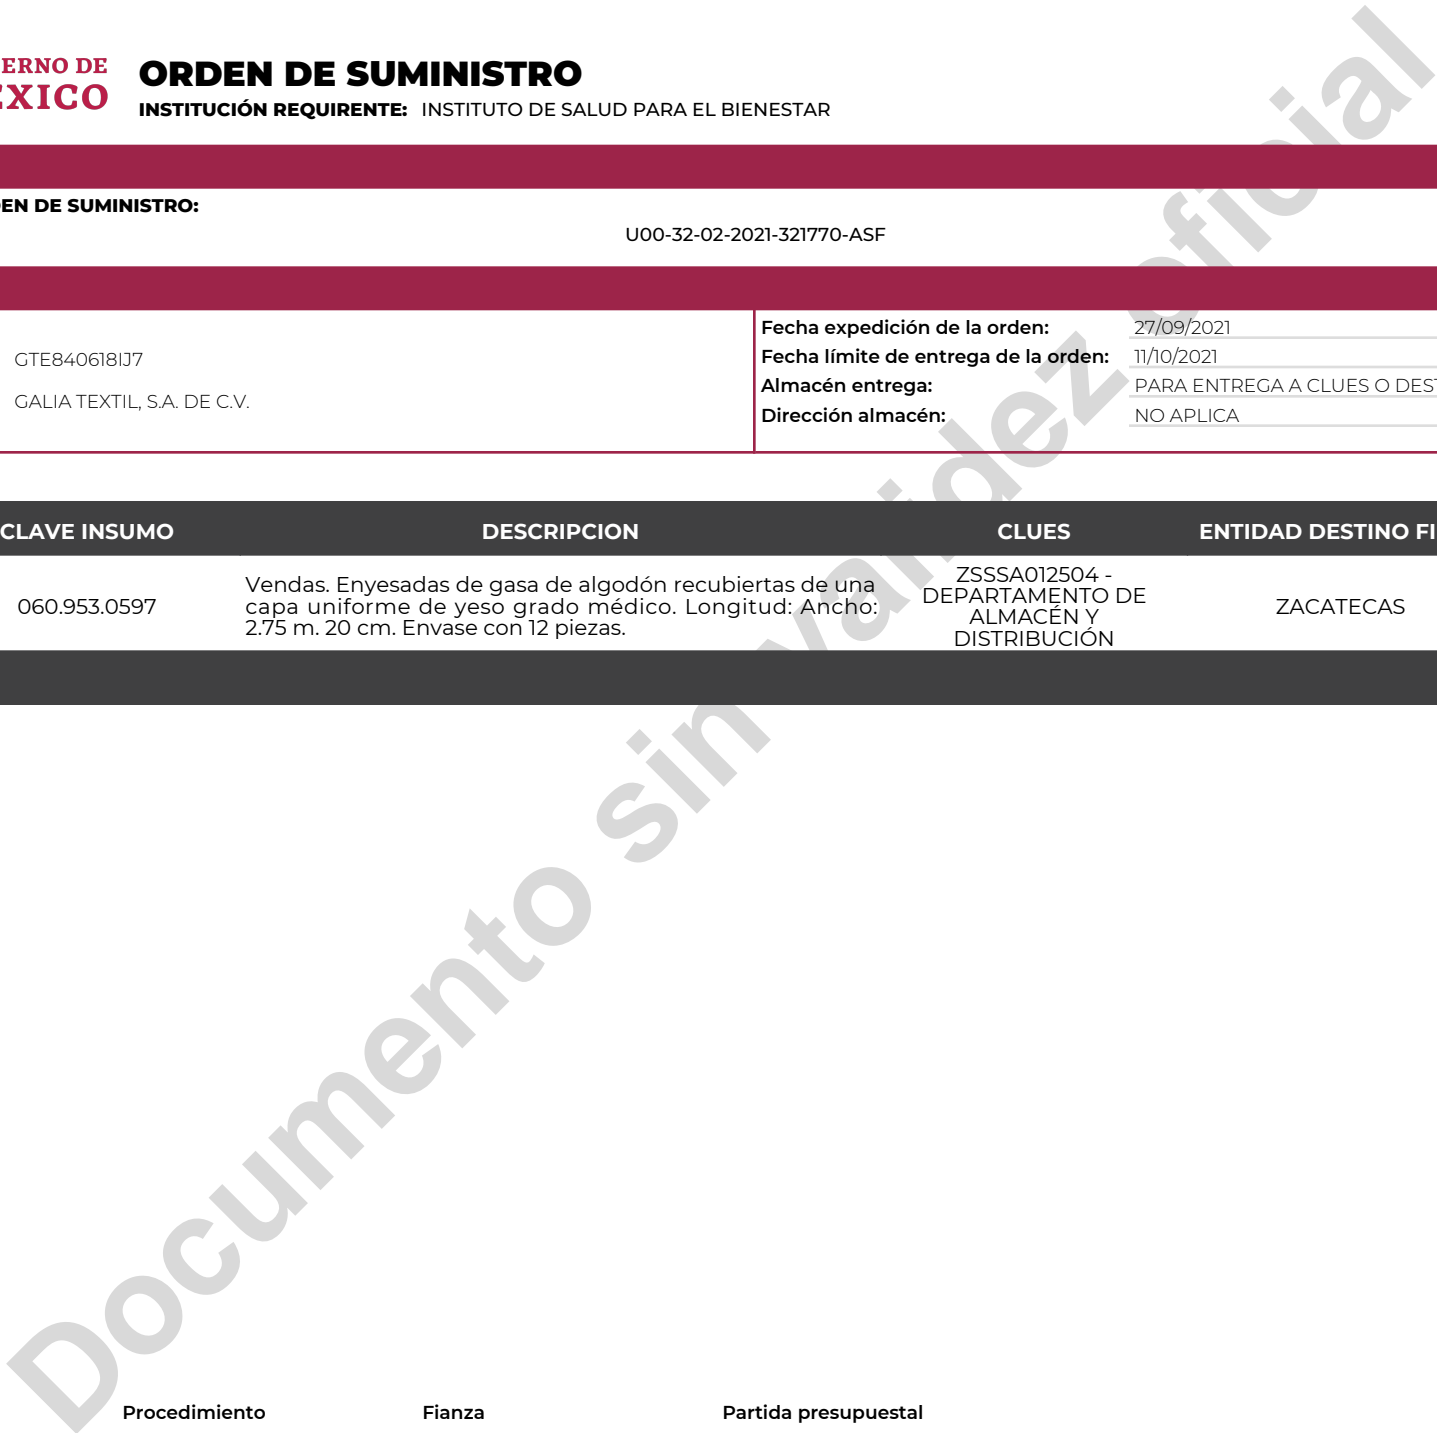 ERNO DE
EXICO
ORDEN DE SUMINISTRO
INSTITUCIÓN REQUIRENTE: INSTITUTO DE SALUD PARA EL BIENESTAR
EN DE SUMINISTRO:
U00-32-02-2021-321770-ASF
GTE840618IJ7
GALIA TEXTIL, S.A. DE C.V.
Fecha expedición de la orden: 27/09/2021
Fecha límite de entrega de la orden: 11/10/2021
Almacén entrega: PARA ENTREGA A CLUES O DEST
Dirección almacén: NO APLICA
CLAVE INSUMO DESCRIPCION CLUES ENTIDAD DESTINO FI
060.953.0597
Vendas. Enyesadas de gasa de algodón recubiertas de una
capa uniforme de yeso grado médico. Longitud: Ancho:
2.75 m. 20 cm. Envase con 12 piezas.
ZSSSA012504 -
DEPARTAMENTO DE
ALMACÉN Y
DISTRIBUCIÓN
ZACATECAS
Documento sin validez oficial
Procedimiento Fianza Partida presupuestal